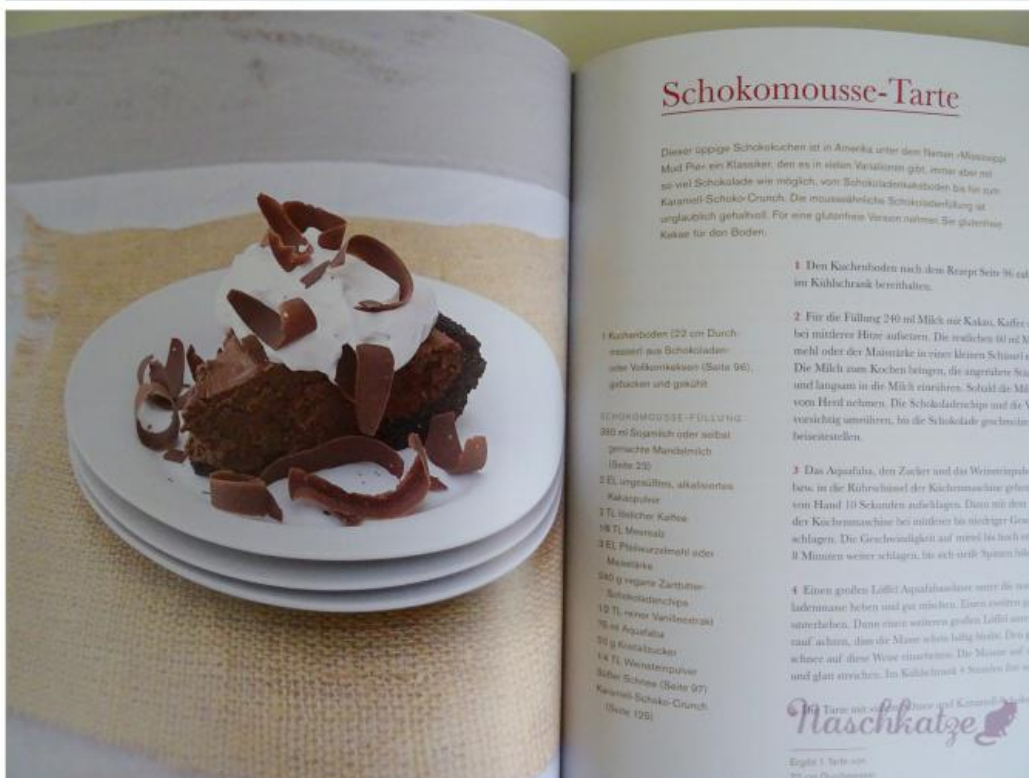 Schokomousse-Tarte
Dieser üppige Schokokuchen ist in Amerika unter dem Namen »Mississippi
Mud Pie« ein Klassiker, den es in vielen Variationen gibt, immer aber mit
so viel Schokolade wie möglich, vom Schokoladenkeksboden bis hin zum
Karamell-Schoko-Crunch. Die mousseähnliche Schokoladenfüllung ist
unglaublich gehaltvoll. Für eine glutenfreie Version nehmen Sie glutenfreie
Kekse für den Boden.
1 Kuchenboden (22 cm Durch-
messer) aus Schokoladen-
oder Vollkornkeksen (Seite 96),
gebacken und gekühlt
SCHOKOMOUSSE-FÜLLUNG
300 ml Sojamilch oder selbst
gemachte Mandelmilch
(Seite 23)
2 EL ungesüßtes, alkalisiertes
Kakaopulver
2 TL löslicher Kaffee
1/8 TL Meersalz
3 EL Pfeilwurzelmehl oder
Maisstärke
240 g vegane Zartbitter-
Schokoladenchips
1/2 TL reiner Vanilleextrakt
75 ml Aquafaba
50 g Kristallzucker
1/4 TL Weinsteinpulver
Süßer Schnee (Seite 97)
Karamell-Schoko-Crunch
(Seite 125)
1 Den Kuchenboden nach dem Rezept Seite 96
im Kühlschrank bereithalten.
2 Für die Füllung 240 ml Milch mit Kakao, Kaffee
bei mittlerer Hitze aufsetzen. Die restlichen 60 ml
mehl oder der Maisstärke in einer kleinen Schüssel
Die Milch zum Kochen bringen, die angerührte
und langsam in die Milch einrühren. Sobald die
vom Herd nehmen. Die Schokoladenchips und die
vorsichtig umrühren, bis die Schokolade geschmolzen
beiseitestellen.
3 Das Aquafaba, den Zucker und das Weinsteinpulver
bzw. in die Rührschüssel der Küchenmaschine geben
von Hand 10 Sekunden aufschlagen. Dann mit dem
der Küchenmaschine bei mittlerer bis niedriger
schlagen. Die Geschwindigkeit auf mittel bis hoch
8 Minuten weiter schlagen, bis sich steife Spitzen
4 Einen großen Löffel Aquafabaschnee unter die
ladenmasse heben und gut mischen. Einen zweiten
unterheben. Dann einen weiteren großen Löffel
rauf achten, dass die Masse schön luftig bleibt. Den
schnee auf diese Weise einarbeiten. Die Mousse auf
und glatt streichen. Im Kühlschrank 4 Stunden
Die Tarte mit
Naschkatze
Ergibt 1 Tarte von